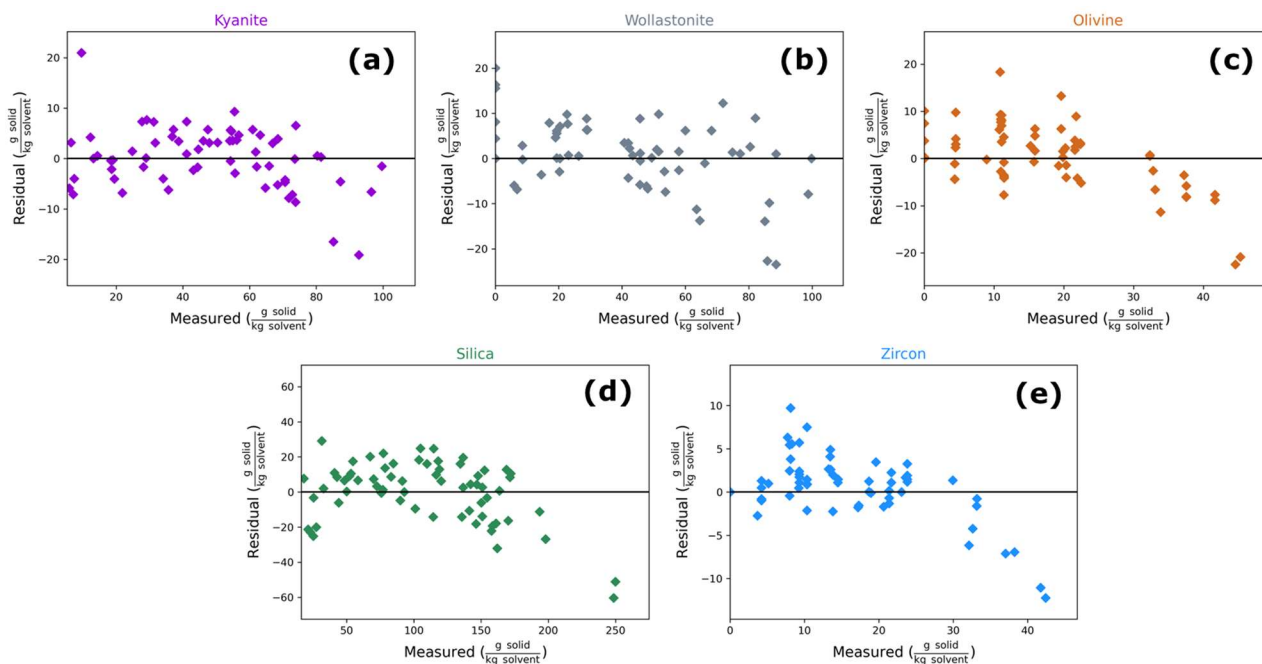 Kyanite
(a)
20
10
0
−10
−20
Residual (g solid / kg solvent)
20
40
60
80
100
Measured (g solid / kg solvent)
Wollastonite
(b)
20
10
0
−10
−20
Residual (g solid / kg solvent)
0
20
40
60
80
100
Measured (g solid / kg solvent)
Olivine
(c)
20
10
0
−10
−20
Residual (g solid / kg solvent)
0
20
40
Measured (g solid / kg solvent)
Silica
(d)
60
40
20
0
−20
−40
−60
Residual (g solid / kg solvent)
50
100
150
200
250
Measured (g solid / kg solvent)
Zircon
(e)
10
5
0
−5
−10
Residual (g solid / kg solvent)
0
20
40
Measured (g solid / kg solvent)